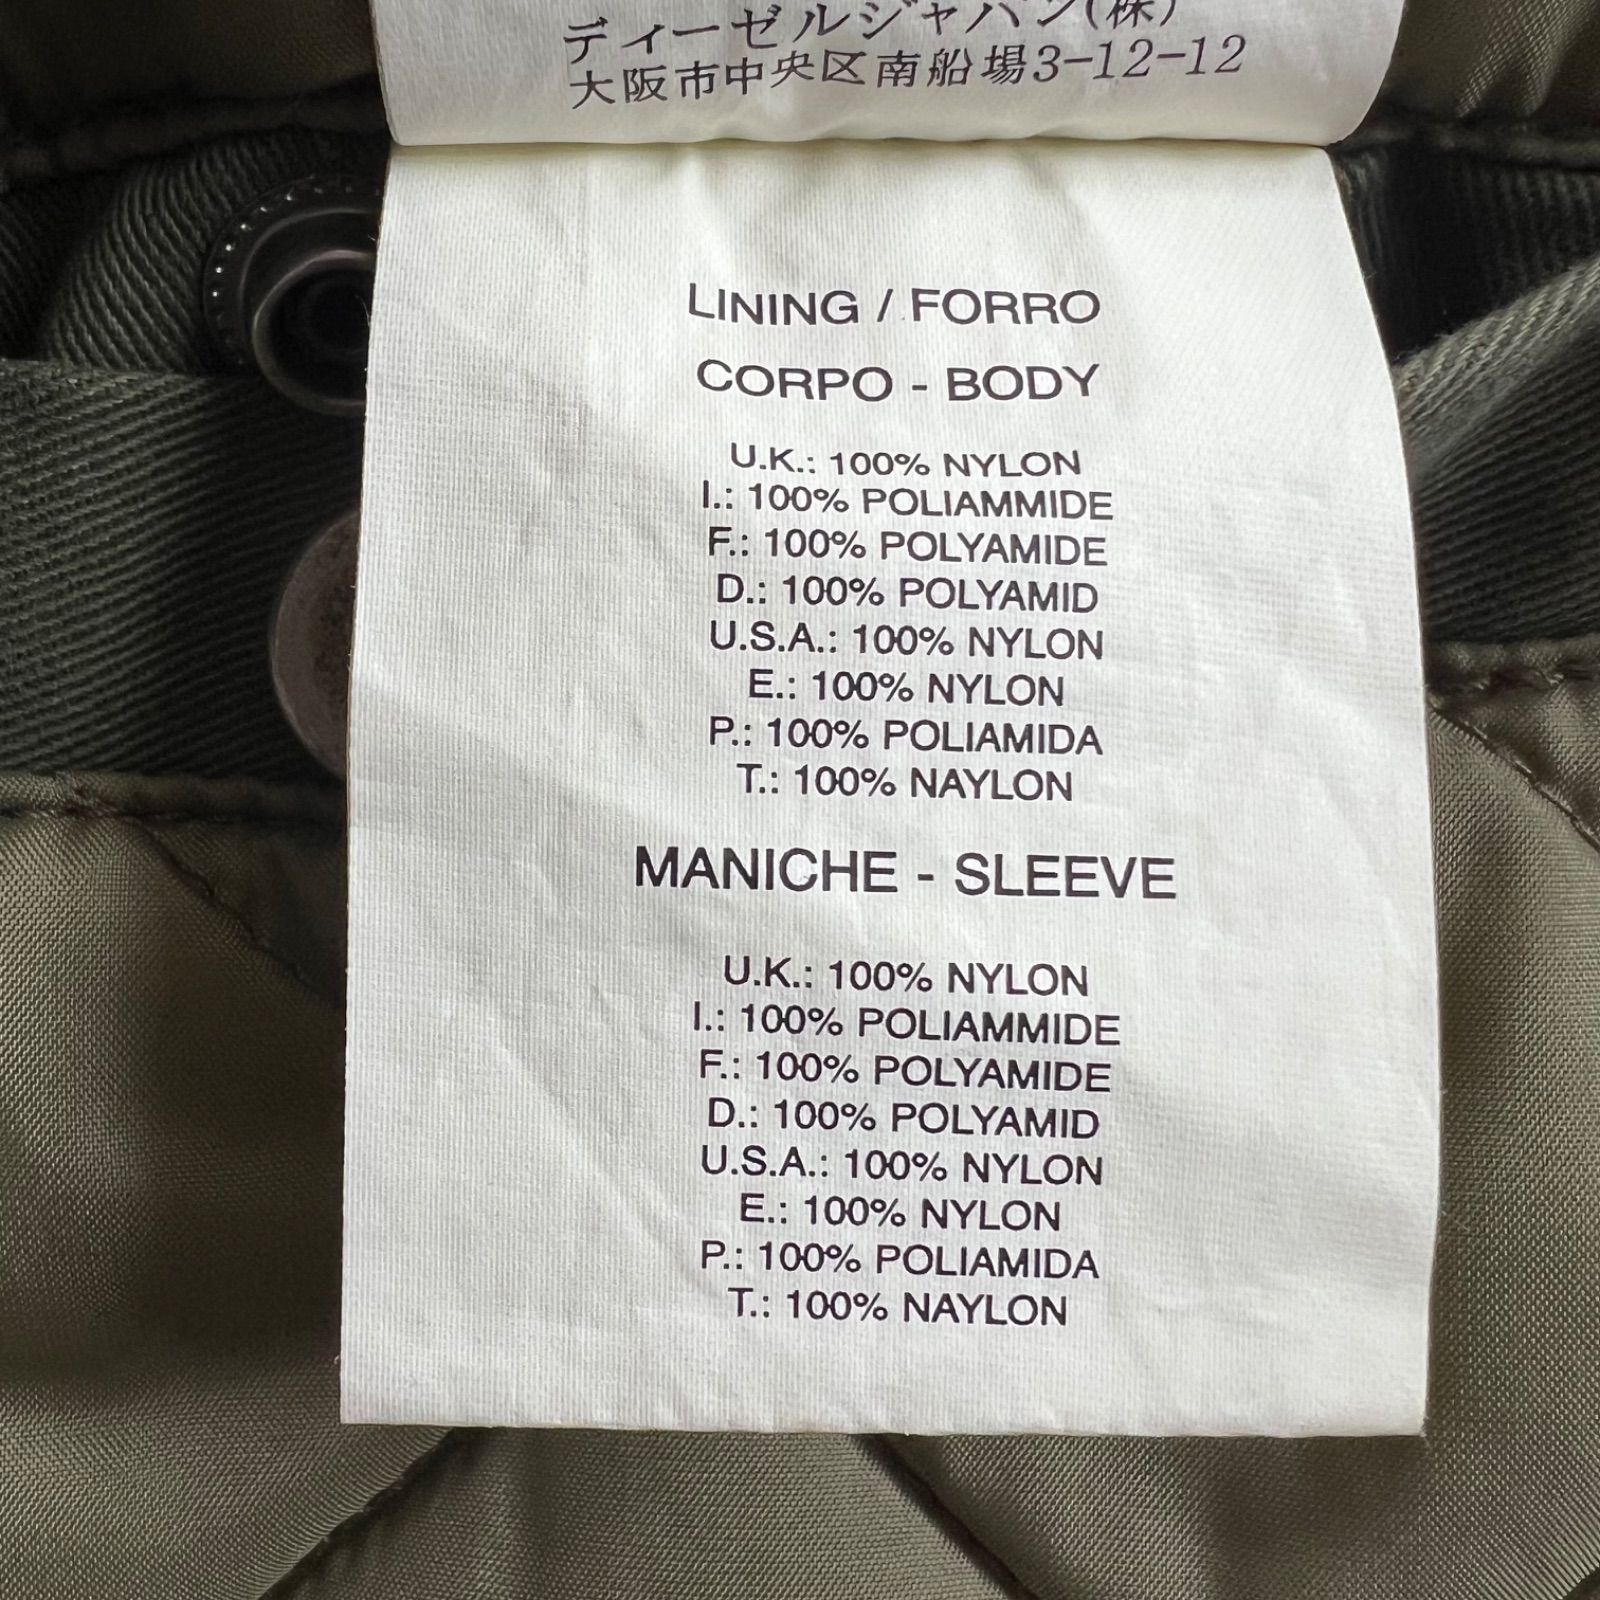 ディーゼルジャパン(株)
大阪市中央区南船場3-12-12
LINING / FORRO
CORPO - BODY
U.K.: 100% NYLON
I.: 100% POLIAMMIDE
F.: 100% POLYAMIDE
D.: 100% POLYAMID
U.S.A.: 100% NYLON
E.: 100% NYLON
P.: 100% POLIAMIDA
T.: 100% NAYLON
MANICHE - SLEEVE
U.K.: 100% NYLON
I.: 100% POLIAMMIDE
F.: 100% POLYAMIDE
D.: 100% POLYAMID
U.S.A.: 100% NYLON
E.: 100% NYLON
P.: 100% POLIAMIDA
T.: 100% NAYLON